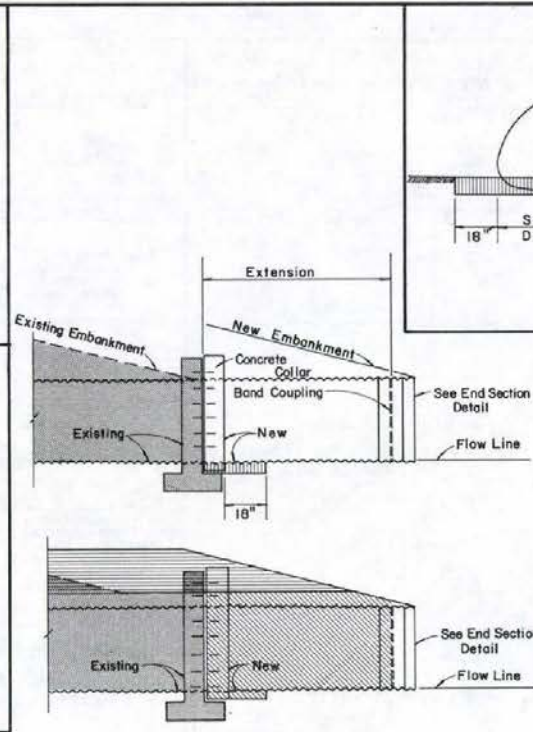 S
18"
D
Extension
Existing Embankment
New Embankment
Concrete
Collar
Band Coupling
See End Section
Detail
Existing
New
Flow Line
18"
See End Sectio
Detail
Existing
New
Flow Line